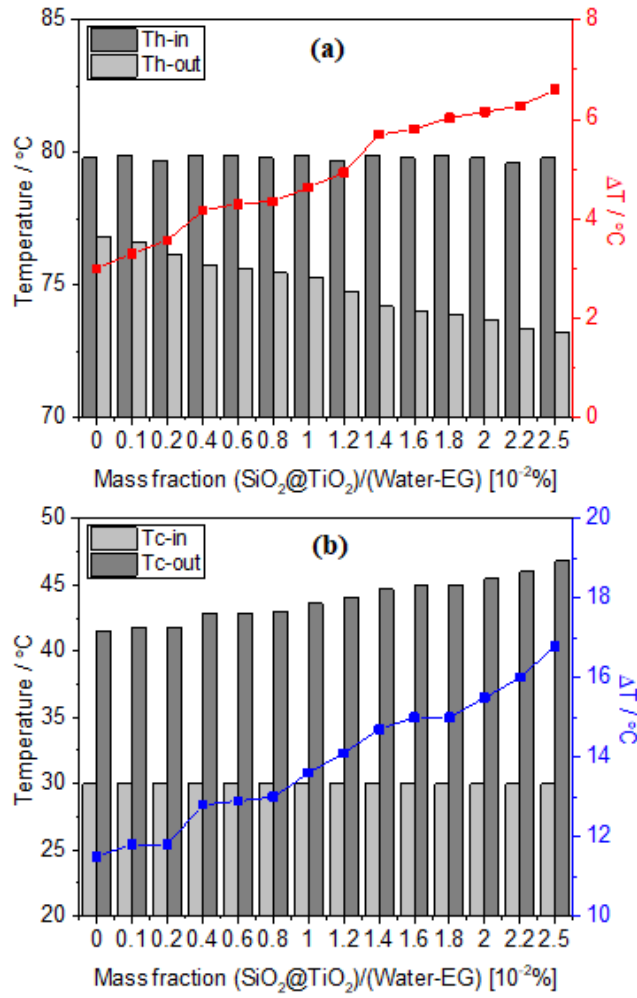 (a)
Th-in
Th-out
85
80
75
70
Temperature / °C
8
6
4
2
0
ΔT / °C
0 0.1 0.2 0.4 0.6 0.8 1 1.2 1.4 1.6 1.8 2 2.2 2.5
Mass fraction (SiO₂@TiO₂)/(Water-EG) [10⁻²%]
(b)
Tc-in
Tc-out
50
45
40
35
30
25
20
Temperature / °C
20
18
16
14
12
10
ΔT / °C
0 0.1 0.2 0.4 0.6 0.8 1 1.2 1.4 1.6 1.8 2 2.2 2.5
Mass fraction (SiO₂@TiO₂)/(Water-EG) [10⁻²%]